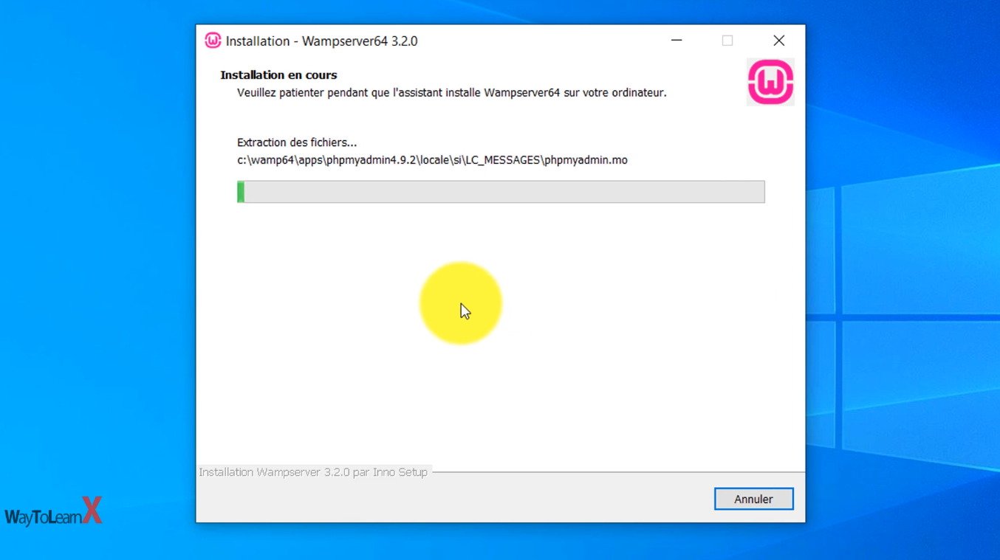 Installation - Wampserver64 3.2.0
Installation en cours
Veuillez patienter pendant que l'assistant installe Wampserver64 sur votre ordinateur.
Extraction des fichiers...
c:\wamp64\apps\phpmyadmin4.9.2\locale\si\LC_MESSAGES\phpmyadmin.mo
Installation Wampserver 3.2.0 par Inno Setup
Annuler
WayToLearnX